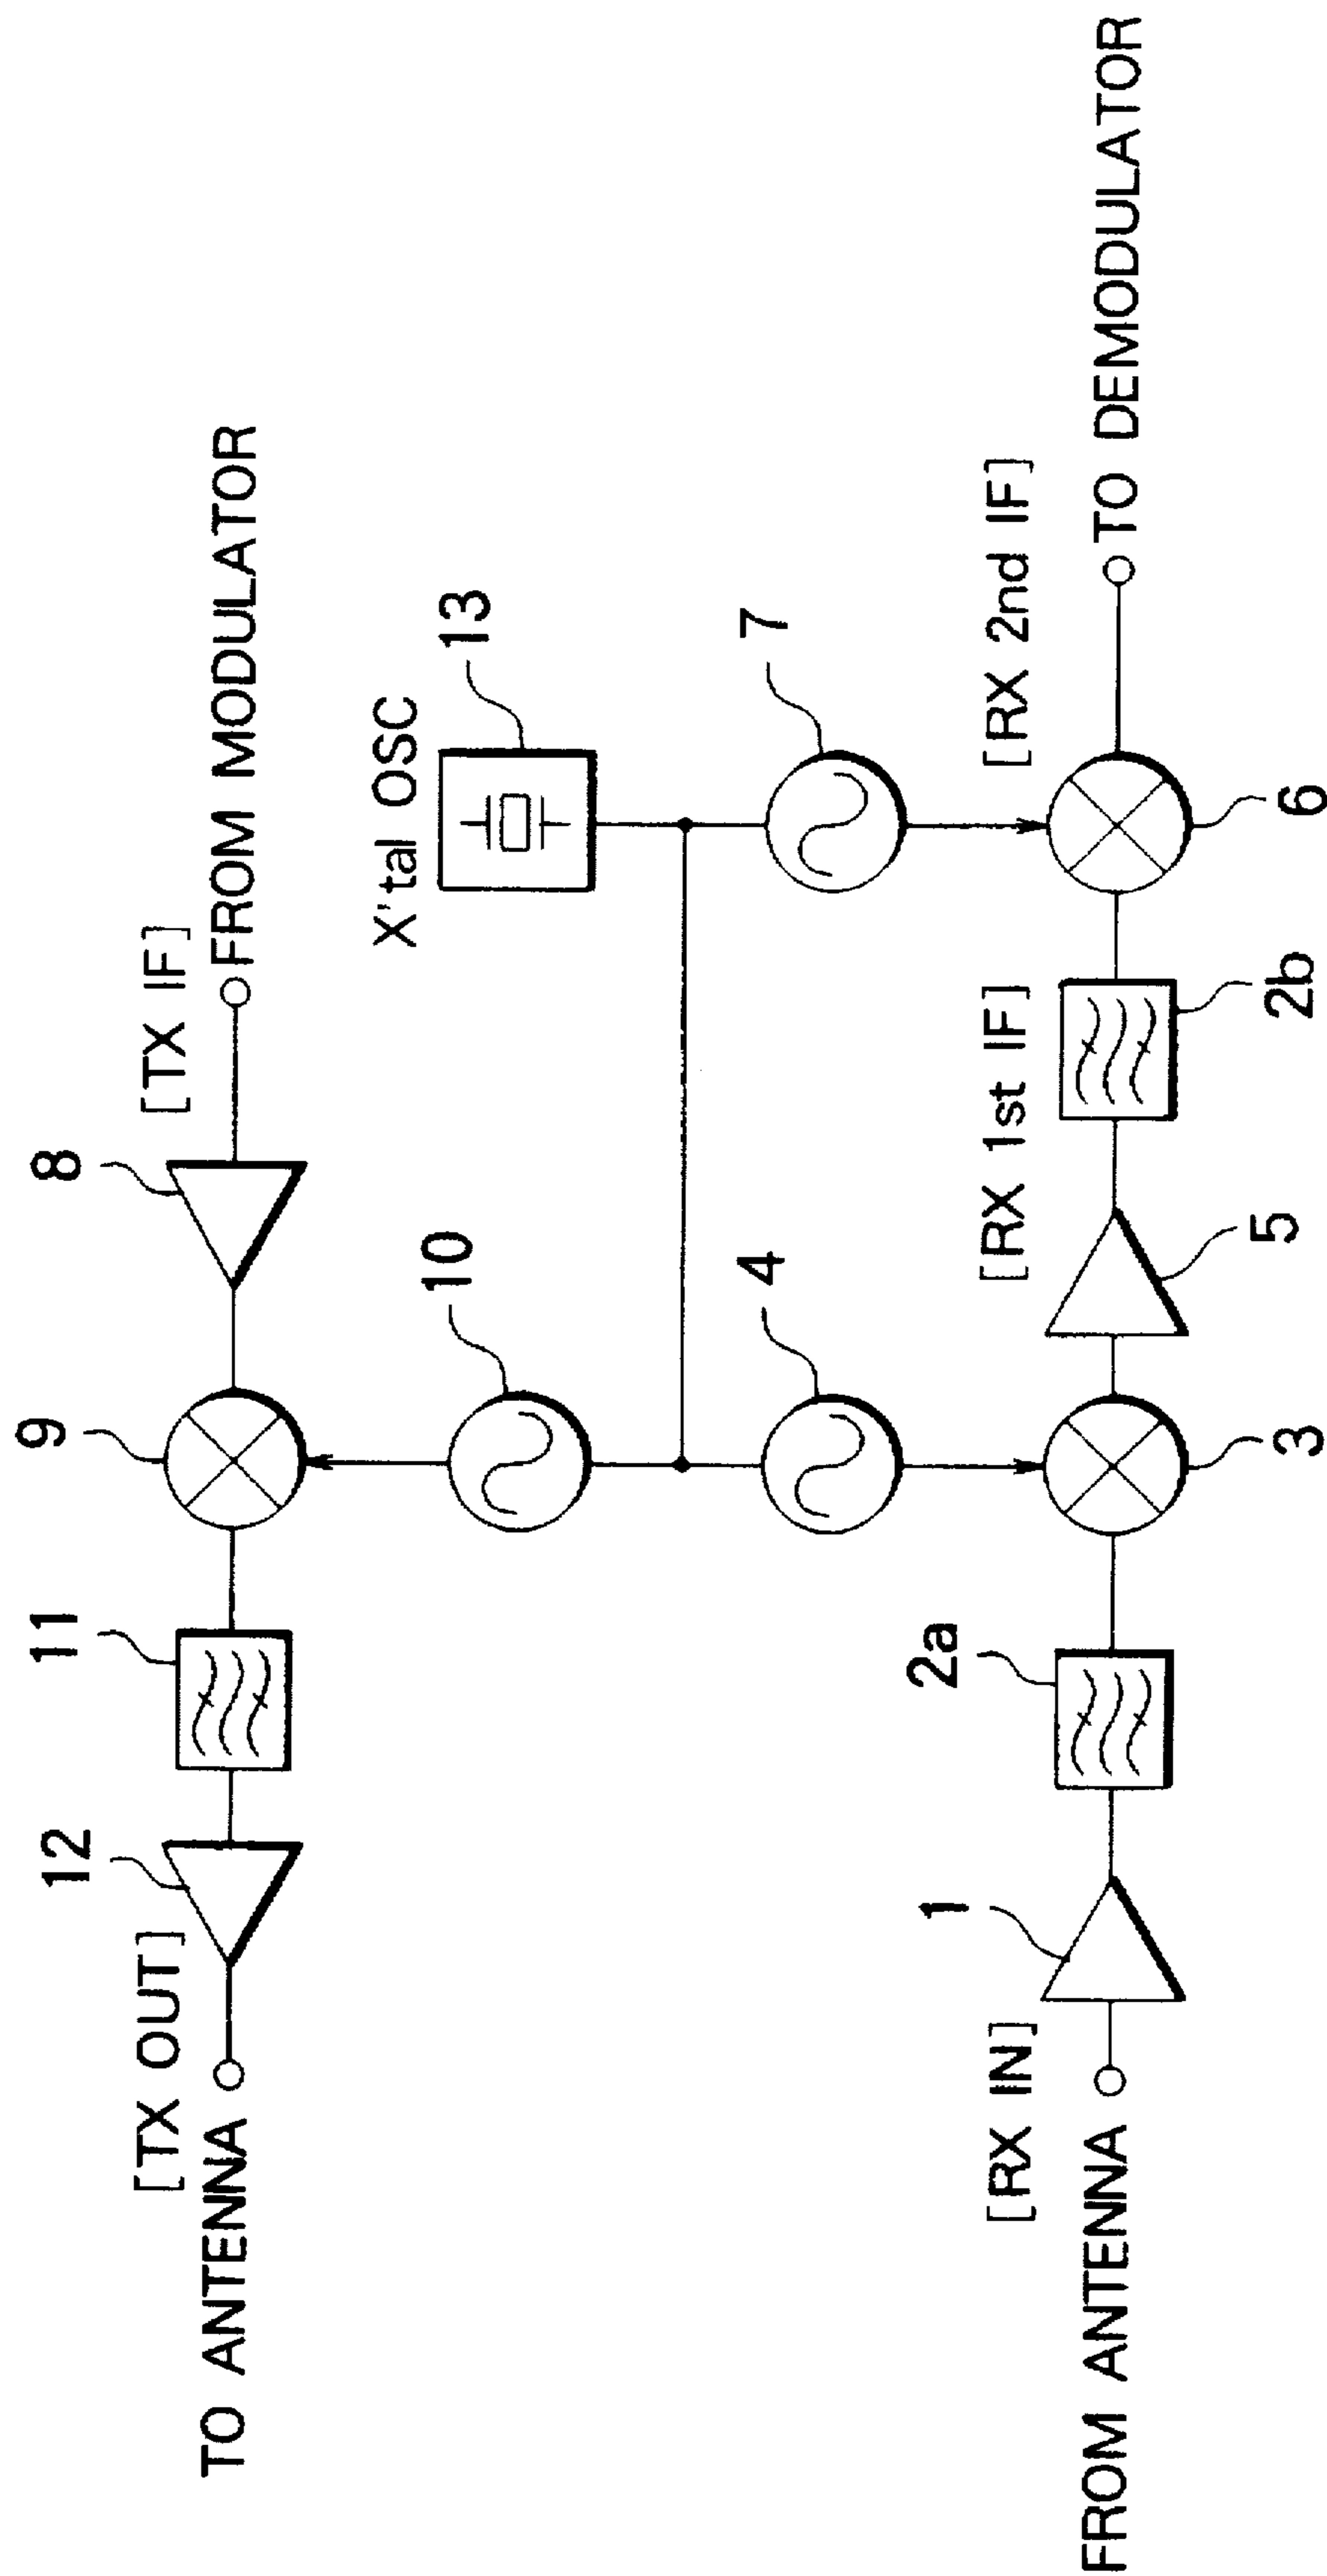 [TX OUT]
TO ANTENNA
12
11
9
8
[TX IF]
FROM MODULATOR
10
X'tal OSC
13
4
7
[RX IN]
FROM ANTENNA
1
2a
3
5
[RX 1st IF]
2b
6
[RX 2nd IF]
TO DEMODULATOR